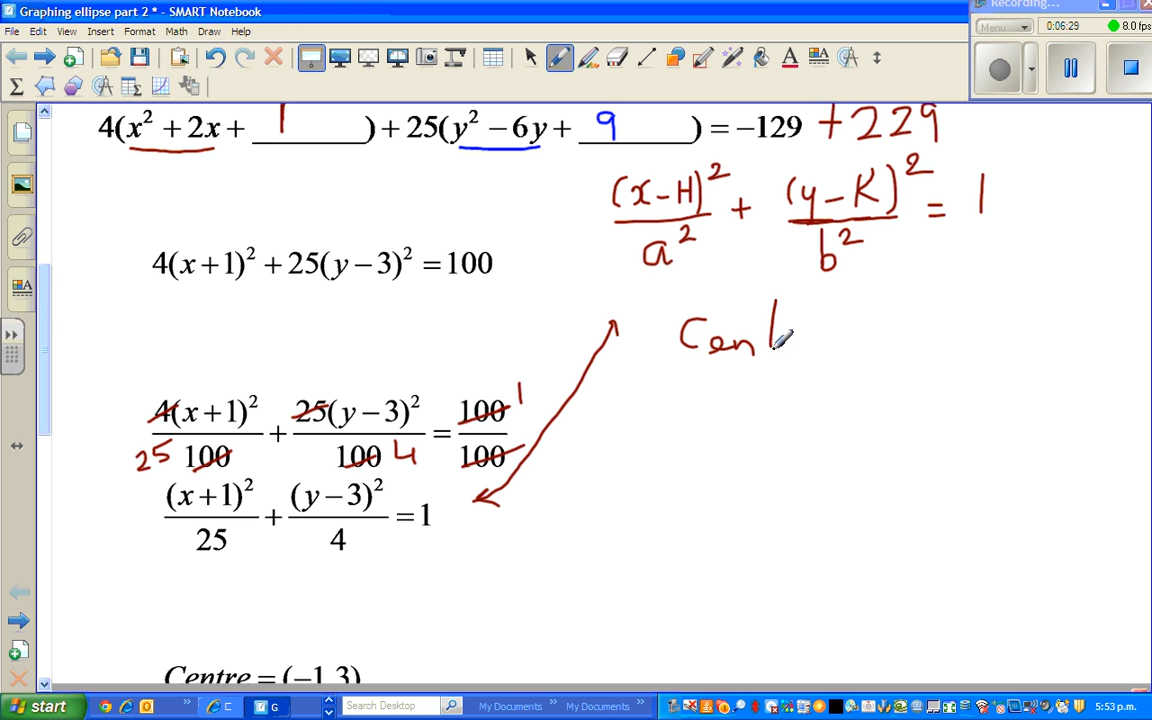 Graphing ellipse part 2 * - SMART Notebook
Recording...
File Edit View Insert Format Math Draw Help
Menu 0:06:29 8.0 fps
4(x² + 2x + 1) + 25(y² − 6y + 9) = −129 + 229
(x − H)²/a² + (y − K)²/b² = 1
4(x + 1)² + 25(y − 3)² = 100
Cen
4(x + 1)²/100 + 25(y − 3)²/100 = 100/100 1
25 4
(x + 1)²/25 + (y − 3)²/4 = 1
Centre = (−1,3)
start C G Search Desktop My Documents My Documents 5:53 p.m.